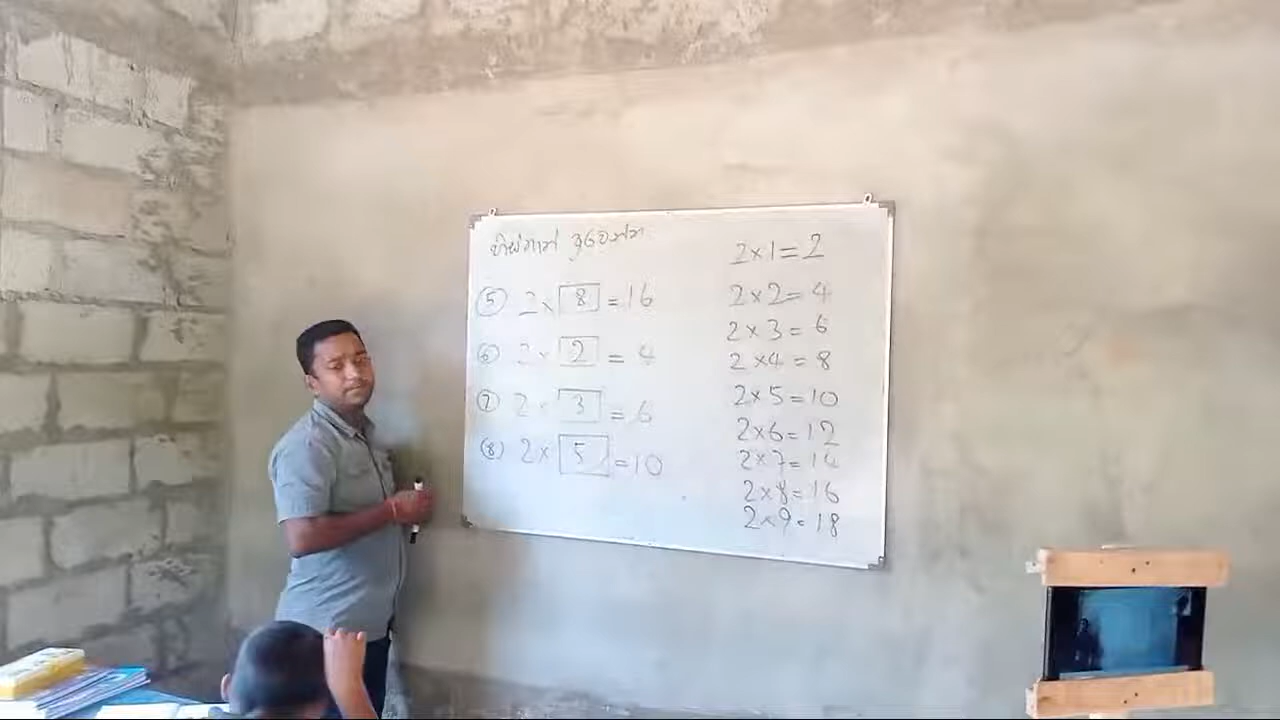 හිස්තැන් පුරවන්න
⑤ 2 × 8 = 16
⑥ 2 × 2 = 4
⑦ 2 × 3 = 6
⑧ 2 × 5 = 10
2 × 1 = 2
2 × 2 = 4
2 × 3 = 6
2 × 4 = 8
2 × 5 = 10
2 × 6 = 12
2 × 7 = 14
2 × 8 = 16
2 × 9 = 18